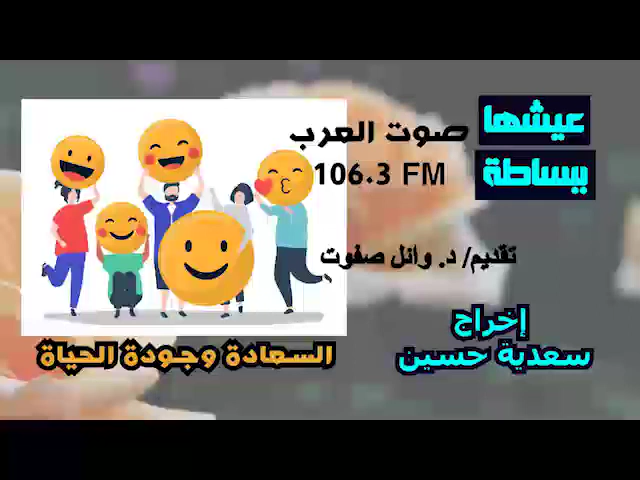 عيشها
ببساطة
صوت العرب
106.3 FM
تقديم/ د. وائل صفوت
إخراج
سعدية حسين
السعادة وجودة الحياة